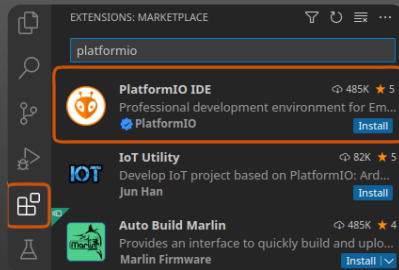 EXTENSIONS: MARKETPLACE
platformio
PlatformIO IDE 485K 5
Professional development environment for Em...
PlatformIO Install
IoT Utility 82K 5
IOT
Develop IoT project based on PlatformIO: Ard...
Jun Han Install
Auto Build Marlin 485K 4
Marlin
Provides an interface to quickly build and uplo...
Marlin Firmware Install